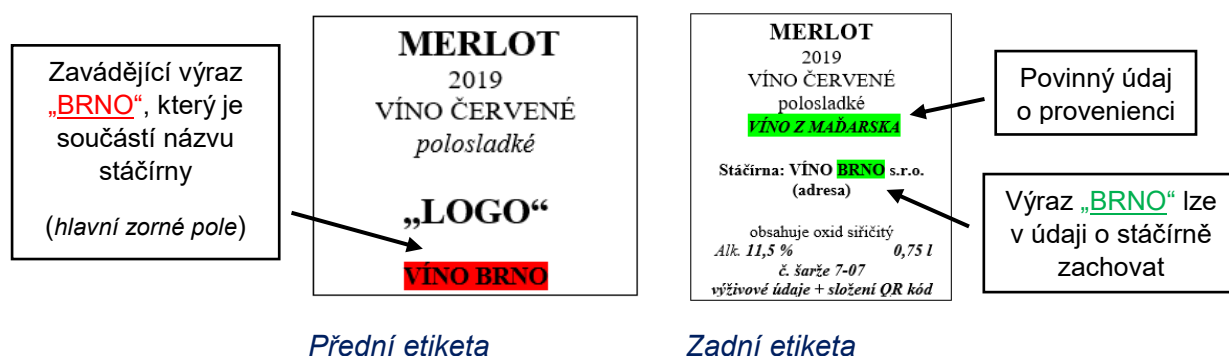 Zavádějící výraz
„BRNO“, který je
součástí názvu
stáčírny
(hlavní zorné pole)
MERLOT
2019
VÍNO ČERVENÉ
polosladké
„LOGO“
VÍNO BRNO
Přední etiketa
MERLOT
2019
VÍNO ČERVENÉ
polosladké
VÍNO Z MAĎARSKA
Stáčírna: VÍNO BRNO s.r.o.
(adresa)
obsahuje oxid siřičitý
Alk. 11,5 % 0,75 l
č. šarže 7-07
výživové údaje + složení QR kód
Zadní etiketa
Povinný údaj
o provenienci
Výraz „BRNO“ lze
v údaji o stáčírně
zachovat